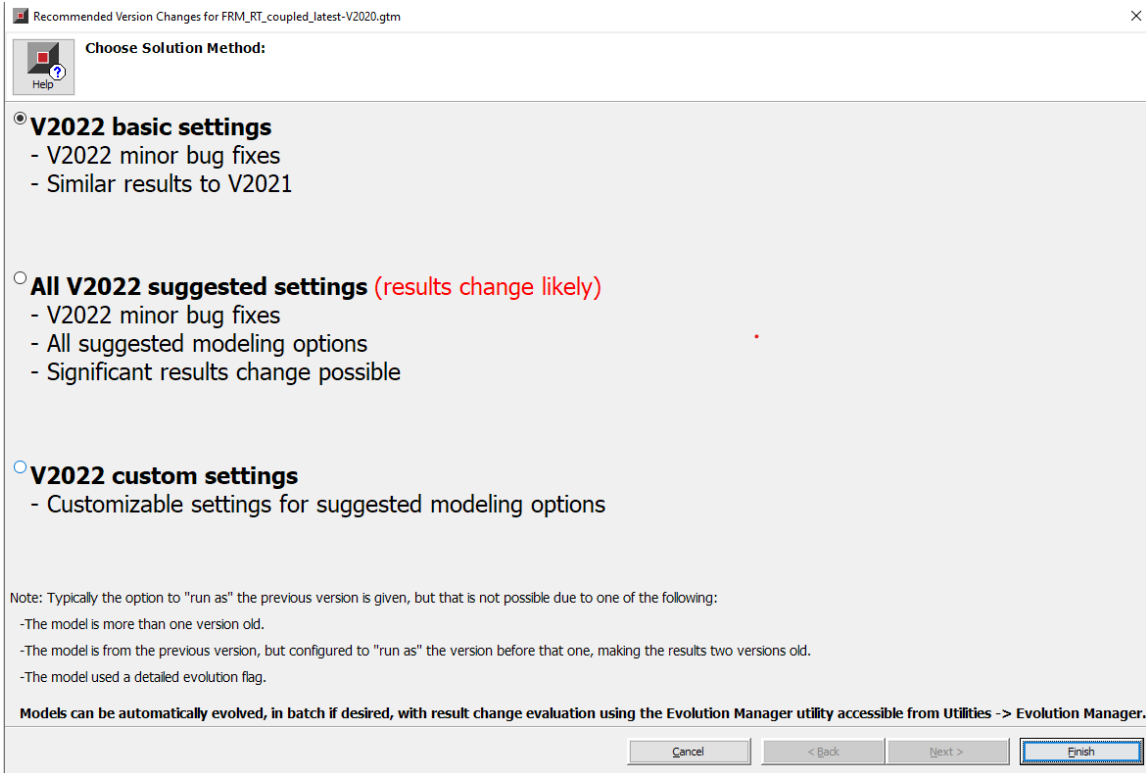 Recommended Version Changes for FRM_RT_coupled_latest-V2020.gtm
Choose Solution Method:
Help
V2022 basic settings
- V2022 minor bug fixes
- Similar results to V2021
All V2022 suggested settings (results change likely)
- V2022 minor bug fixes
- All suggested modeling options
- Significant results change possible
V2022 custom settings
- Customizable settings for suggested modeling options
Note: Typically the option to "run as" the previous version is given, but that is not possible due to one of the following:
-The model is more than one version old.
-The model is from the previous version, but configured to "run as" the version before that one, making the results two versions old.
-The model used a detailed evolution flag.
Models can be automatically evolved, in batch if desired, with result change evaluation using the Evolution Manager utility accessible from Utilities -> Evolution Manager.
Cancel < Back Next > Finish